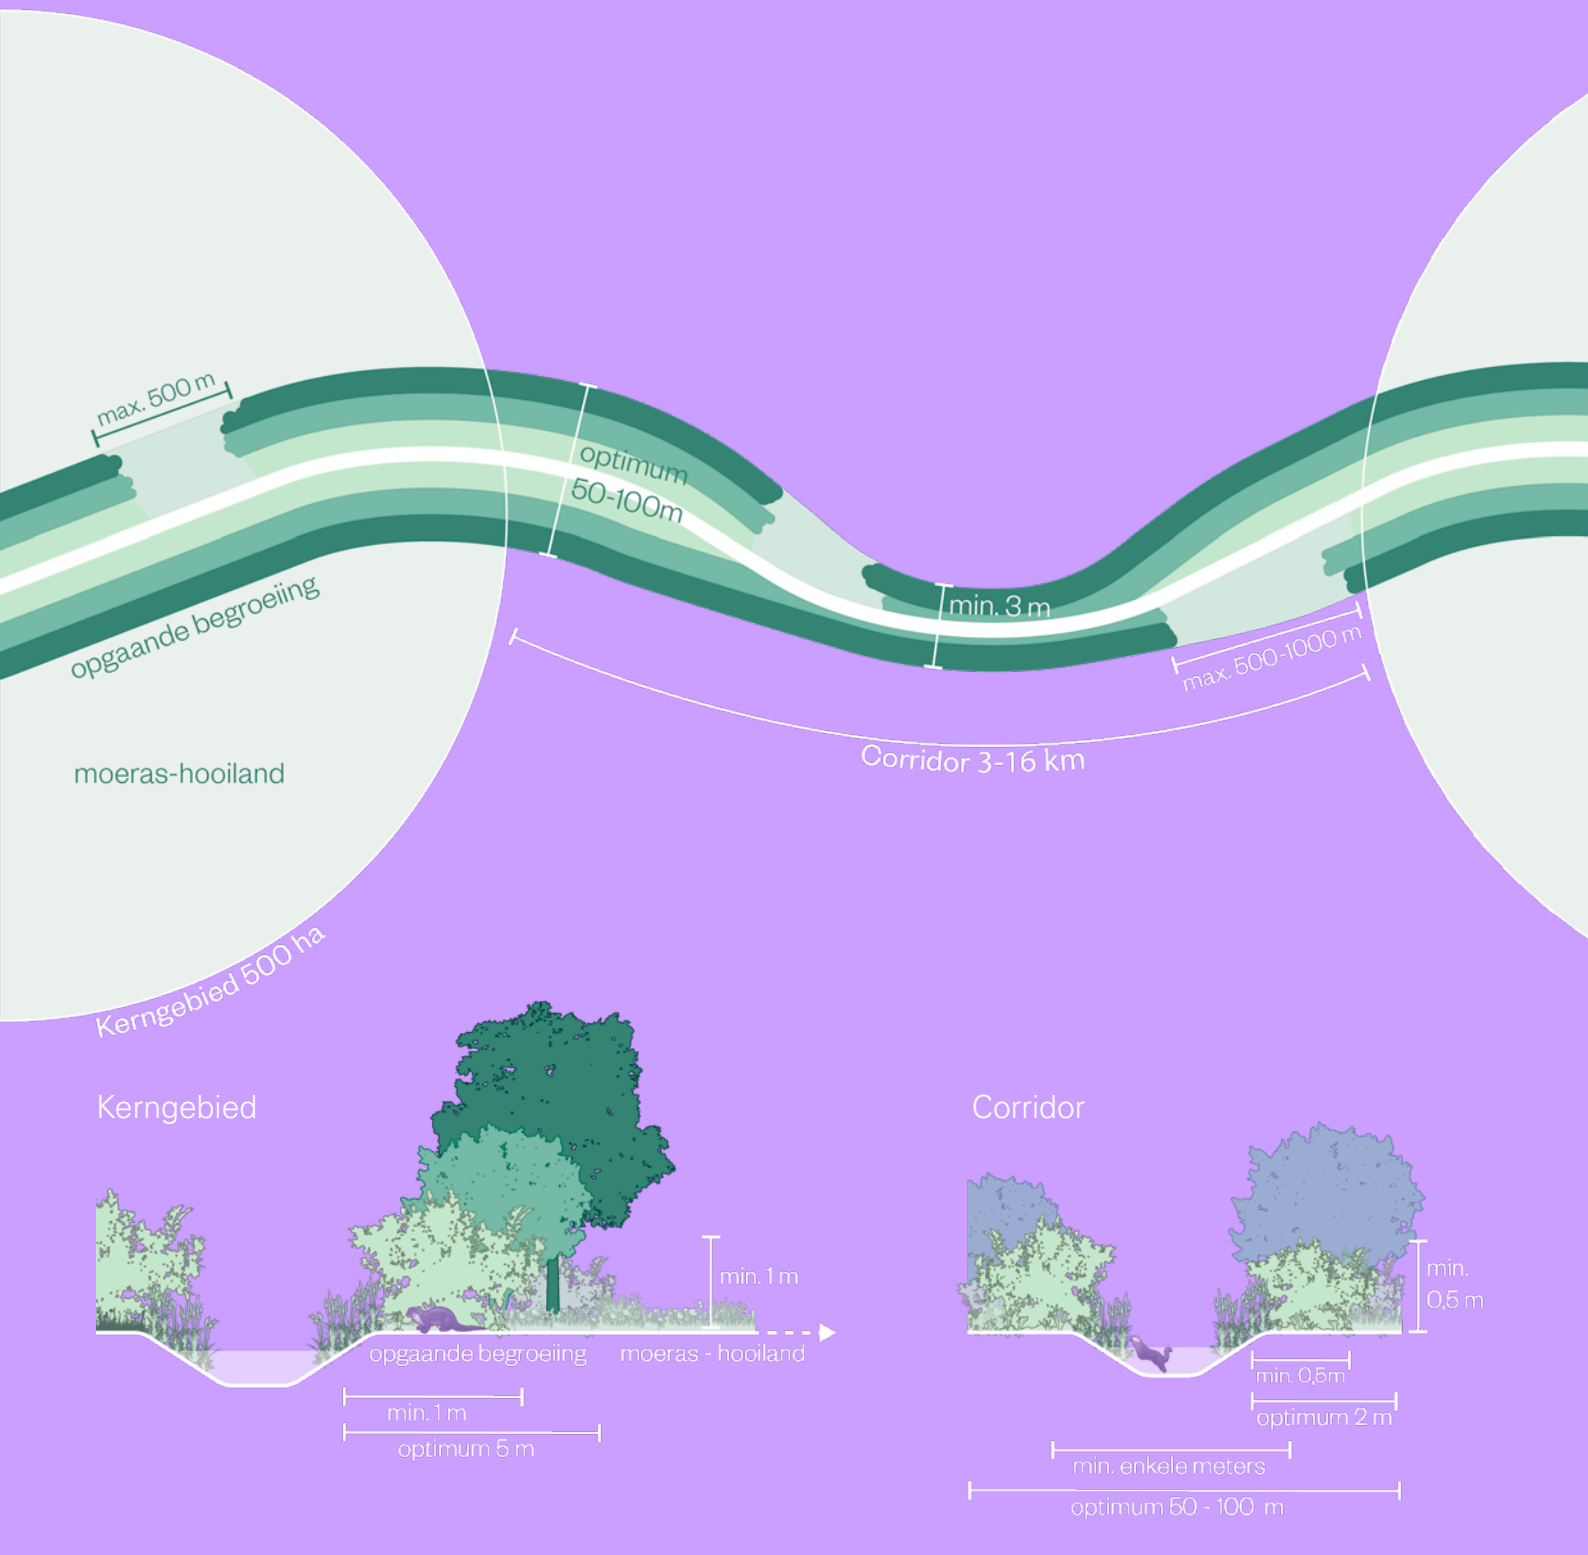 max. 500 m
optimum
50-100m
min. 3 m
opgaande begroeiing
max. 500-1000 m
Corridor 3-16 km
moeras-hooiland
Kerngebied 500 ha
Kerngebied
min. 1 m
opgaande begroeiing
moeras - hooiland
min. 1 m
optimum 5 m
Corridor
min.
0,5 m
min. 0,5m
optimum 2 m
min. enkele meters
optimum 50 - 100 m